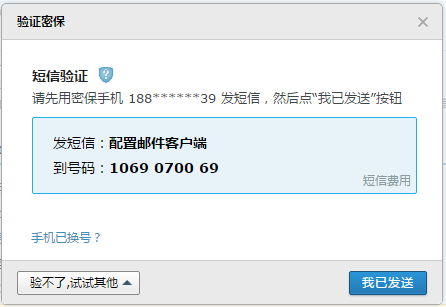 验证密保
短信验证
请先用密保手机 188******39 发短信，然后点“我已发送”按钮
发短信：配置邮件客户端
到号码：1069 0700 69
短信费用
手机已换号？
验不了,试试其他
我已发送